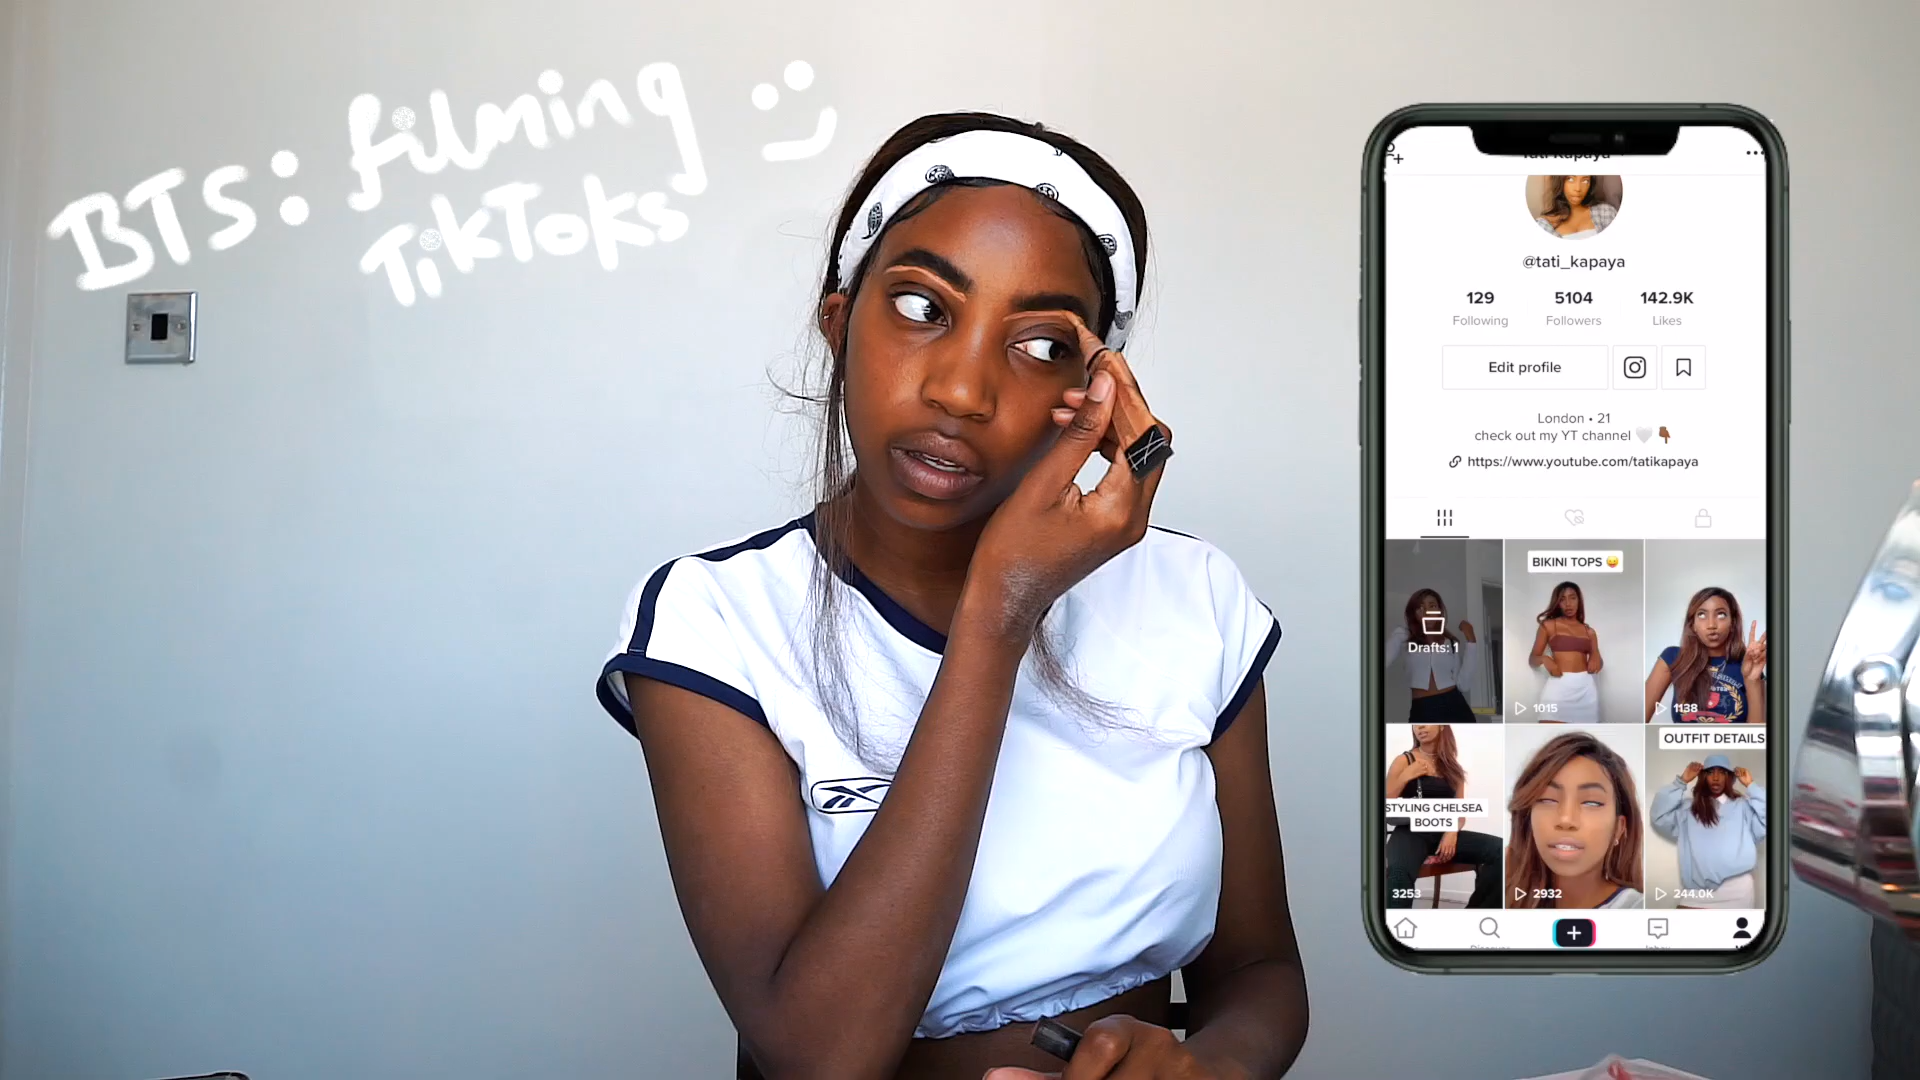 BTS: filming
TikToks
Tati Kapaya
@tati_kapaya
129 5104 142.9K
Following Followers Likes
Edit profile
London • 21
check out my YT channel 🤍👇🏾
https://www.youtube.com/tatikapaya
Drafts: 1
BIKINI TOPS 😛
1015
1138
STYLING CHELSEA
BOOTS
3253
2932
OUTFIT DETAILS
244.0K